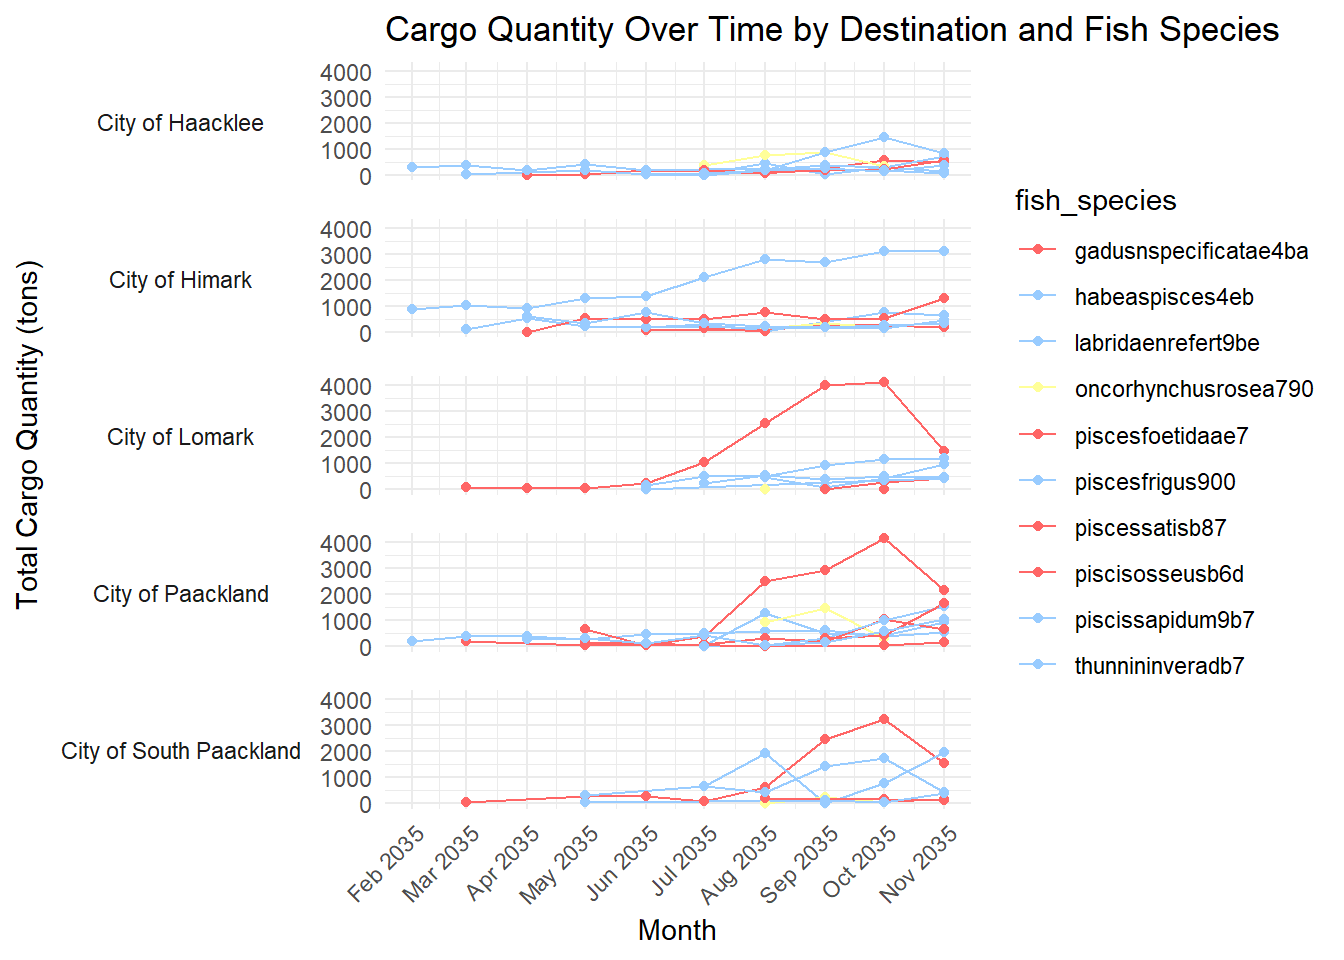 Cargo Quantity Over Time by Destination and Fish Species
Total Cargo Quantity (tons)
City of Haacklee
4000
3000
2000
1000
0
City of Himark
4000
3000
2000
1000
0
City of Lomark
4000
3000
2000
1000
0
City of Paackland
4000
3000
2000
1000
0
City of South Paackland
4000
3000
2000
1000
0
Feb 2035
Mar 2035
Apr 2035
May 2035
Jun 2035
Jul 2035
Aug 2035
Sep 2035
Oct 2035
Nov 2035
Month
fish_species
gadusnspecificatae4ba
habeaspisces4eb
labridaenrefert9be
oncorhynchusrosea790
piscesfoetidaae7
piscesfrigus900
piscessatisb87
piscisosseusb6d
piscissapidum9b7
thunnininveradb7